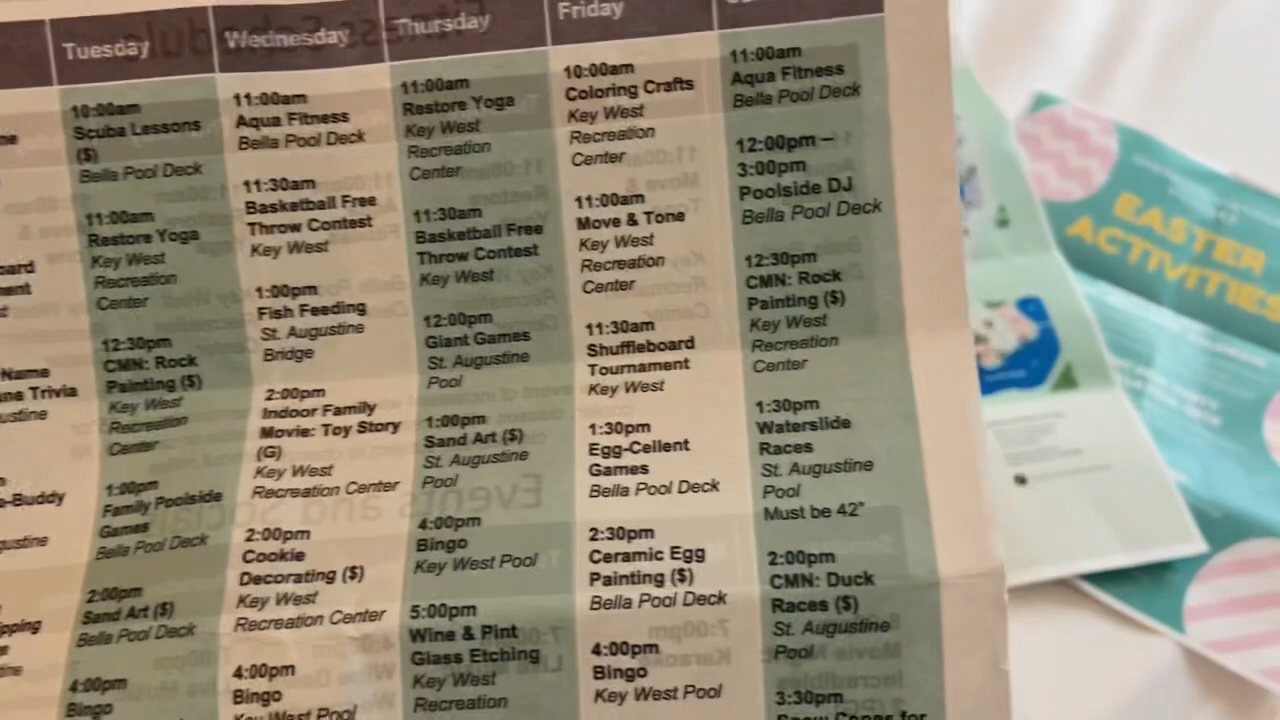 Tuesday
10:00am
Scuba Lessons
($)
Bella Pool Deck
11:00am
Restore Yoga
Key West
Recreation
Center
12:30pm
CMN: Rock
Painting ($)
Key West
Recreation
Center
1:00pm
Family Poolside
Games
Bella Pool Deck
2:00pm
Sand Art ($)
Bella Pool Deck
4:00pm
Bingo
Wednesday
11:00am
Aqua Fitness
Bella Pool Deck
11:30am
Basketball Free
Throw Contest
Key West
1:00pm
Fish Feeding
St. Augustine
Bridge
2:00pm
Indoor Family
Movie: Toy Story
(G)
Key West
Recreation Center
2:00pm
Cookie
Decorating ($)
Key West
Recreation Center
4:00pm
Bingo
Key West Pool
Thursday
11:00am
Restore Yoga
Key West
Recreation
Center
11:30am
Basketball Free
Throw Contest
Key West
12:00pm
Giant Games
St. Augustine
Pool
1:00pm
Sand Art ($)
St. Augustine
Pool
4:00pm
Bingo
Key West Pool
5:00pm
Wine & Pint
Glass Etching
Key West
Recreation
Friday
10:00am
Coloring Crafts
Key West
Recreation
Center
11:00am
Move & Tone
Key West
Recreation
Center
11:30am
Shuffleboard
Tournament
Key West
1:30pm
Egg-Cellent
Games
Bella Pool Deck
2:30pm
Ceramic Egg
Painting ($)
Bella Pool Deck
4:00pm
Bingo
Key West Pool
11:00am
Aqua Fitness
Bella Pool Deck
12:00pm –
3:00pm
Poolside DJ
Bella Pool Deck
12:30pm
CMN: Rock
Painting ($)
Key West
Recreation
Center
1:30pm
Waterslide
Races
St. Augustine
Pool
Must be 42"
2:00pm
CMN: Duck
Races ($)
St. Augustine
Pool
3:30pm
Name
Trivia
EASTER
ACTIVITIES